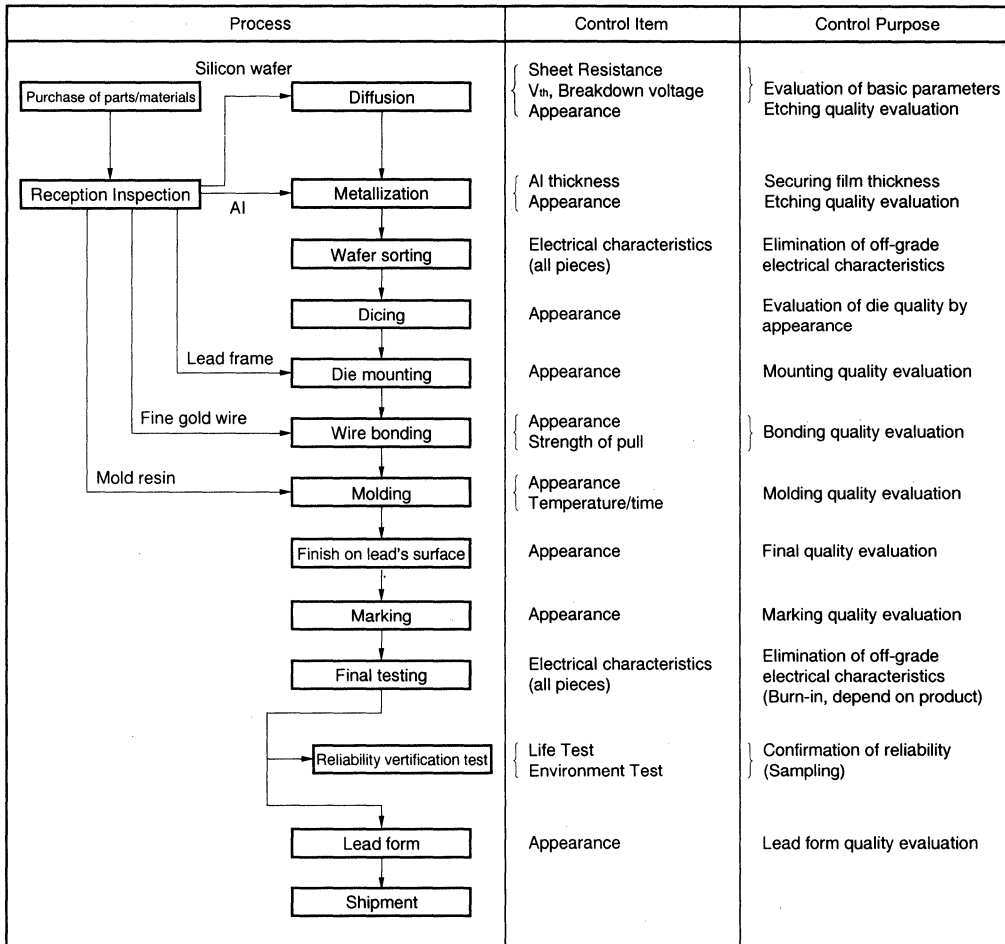 Process
Control Item
Control Purpose
Silicon wafer
Purchase of parts/materials
Diffusion
Sheet Resistance
Vth, Breakdown voltage
Appearance
Evaluation of basic parameters
Etching quality evaluation
Reception Inspection
Al
Metallization
Al thickness
Appearance
Securing film thickness
Etching quality evaluation
Wafer sorting
Electrical characteristics
(all pieces)
Elimination of off-grade
electrical characteristics
Dicing
Appearance
Evaluation of die quality by
appearance
Lead frame
Die mounting
Appearance
Mounting quality evaluation
Fine gold wire
Wire bonding
Appearance
Strength of pull
Bonding quality evaluation
Mold resin
Molding
Appearance
Temperature/time
Molding quality evaluation
Finish on lead's surface
Appearance
Final quality evaluation
Marking
Appearance
Marking quality evaluation
Final testing
Electrical characteristics
(all pieces)
Elimination of off-grade
electrical characteristics
(Burn-in, depend on product)
Reliability vertification test
Life Test
Environment Test
Confirmation of reliability
(Sampling)
Lead form
Appearance
Lead form quality evaluation
Shipment